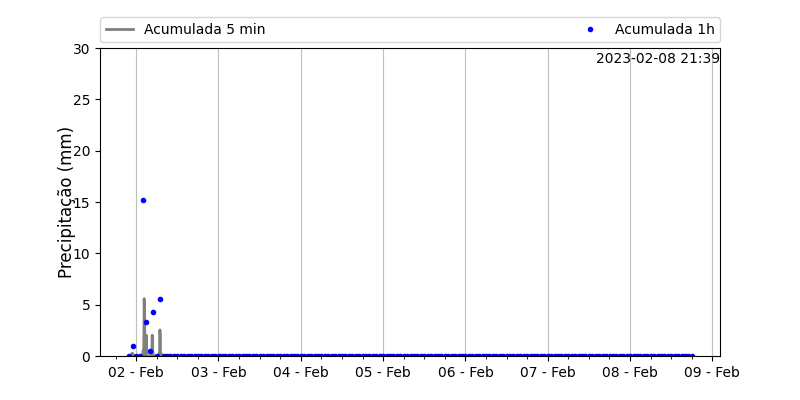 Acumulada 5 min
Acumulada 1h
2023-02-08 21:39
Precipitação (mm)
30
25
20
15
10
5
0
02 - Feb
03 - Feb
04 - Feb
05 - Feb
06 - Feb
07 - Feb
08 - Feb
09 - Feb